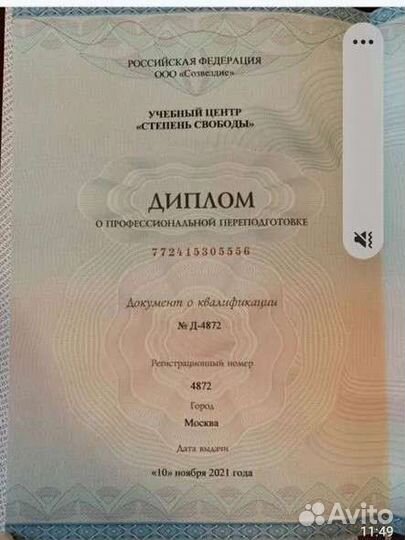 РОССИЙСКАЯ ФЕДЕРАЦИЯ
ООО «Созвездие»
УЧЕБНЫЙ ЦЕНТР
«СТЕПЕНЬ СВОБОДЫ»
ДИПЛОМ
О ПРОФЕССИОНАЛЬНОЙ ПЕРЕПОДГОТОВКЕ
772415305556
Документ о квалификации
№ Д-4872
Регистрационный номер
4872
Город
Москва
Дата выдачи
«10» ноября 2021 года
Avito
11:49